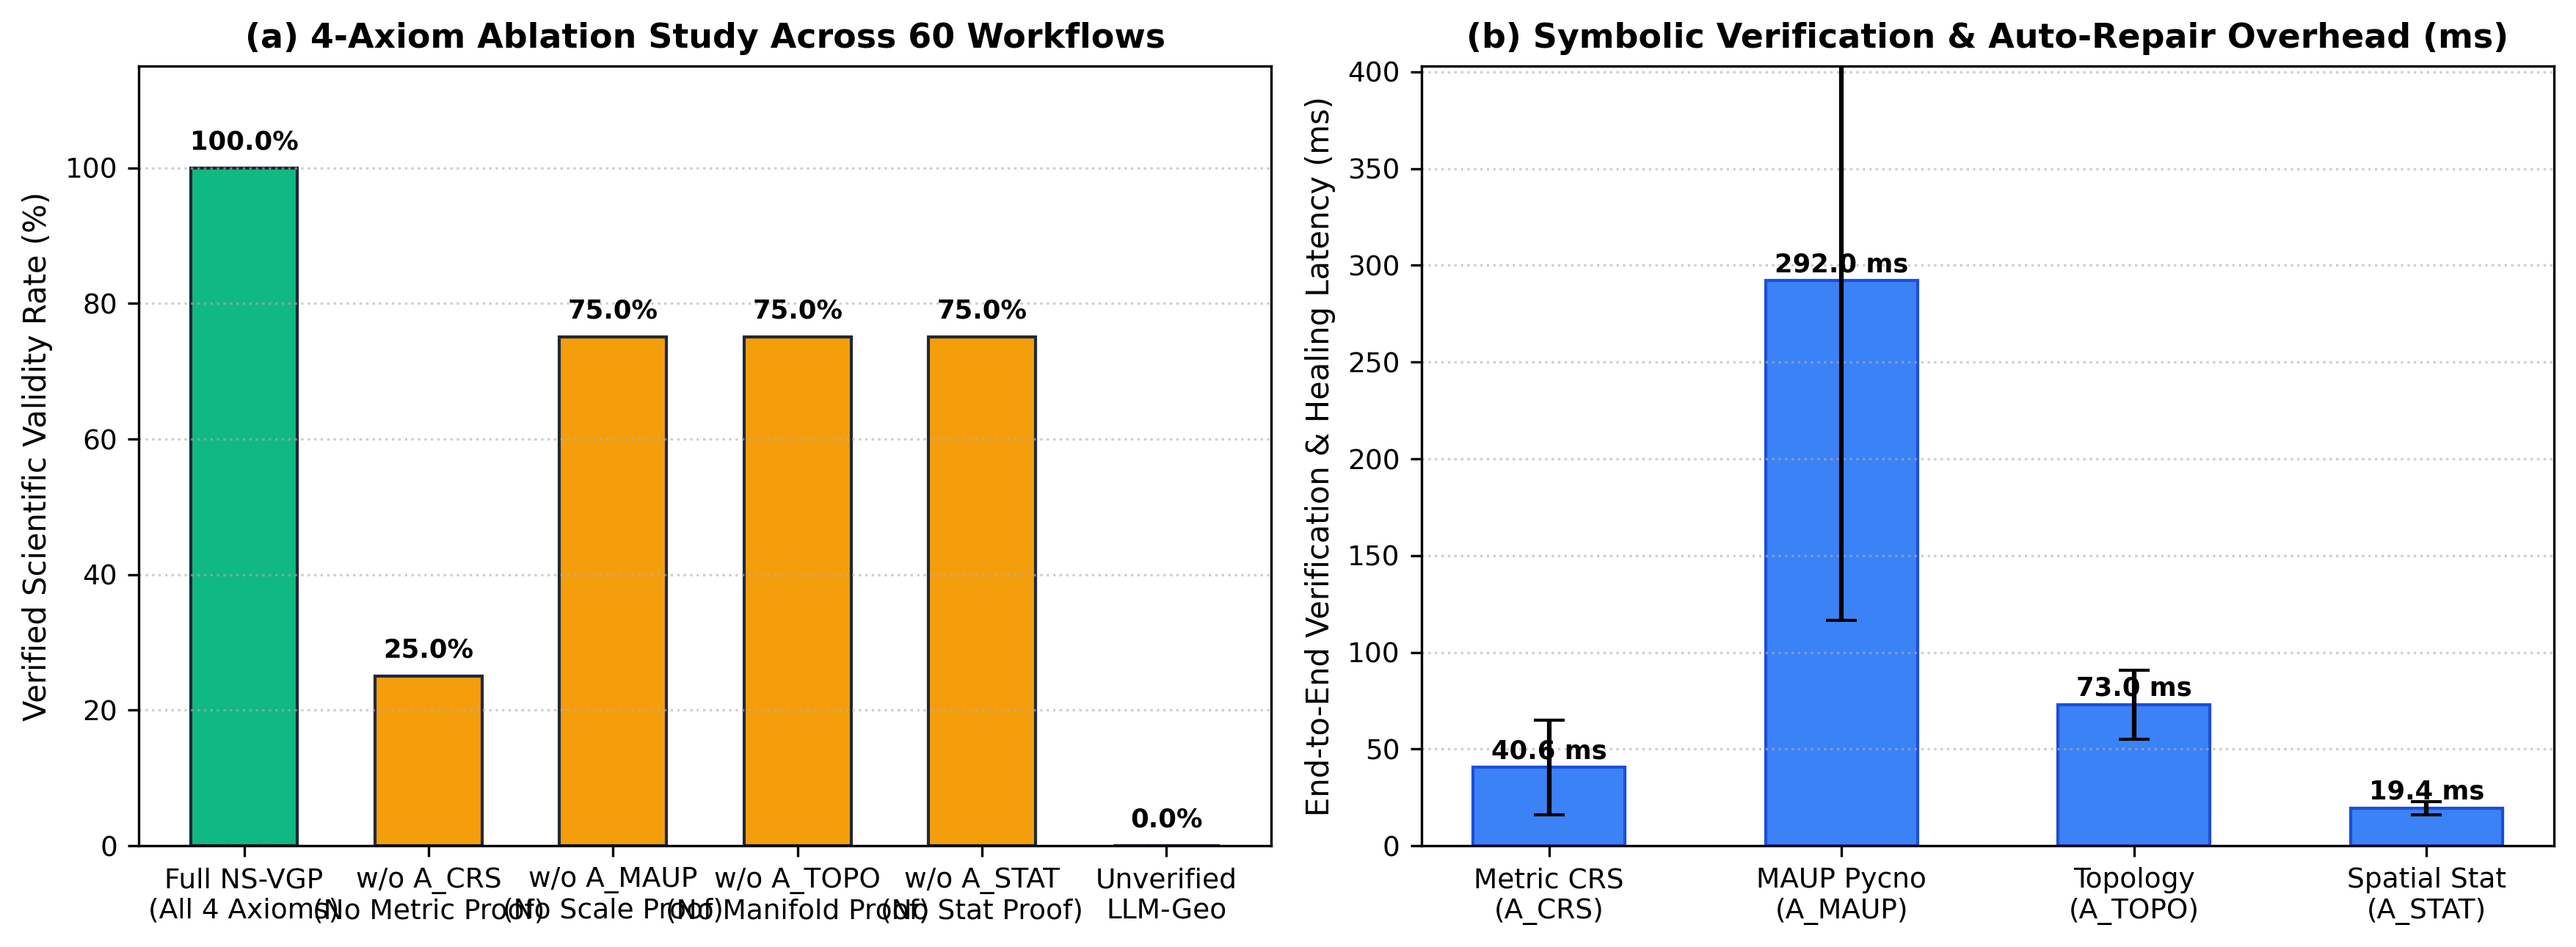 (a) 4-Axiom Ablation Study Across 60 Workflows
Verified Scientific Validity Rate (%)
100
80
60
40
20
0
100.0%
25.0%
75.0%
75.0%
75.0%
0.0%
Full NS-VGP
(All 4 Axioms)
w/o A_CRS
(No Metric Proof)
w/o A_MAUP
(No Scale Proof)
w/o A_TOPO
(No Manifold Proof)
w/o A_STAT
(No Stat Proof)
Unverified
LLM-Geo
(b) Symbolic Verification & Auto-Repair Overhead (ms)
End-to-End Verification & Healing Latency (ms)
400
350
300
250
200
150
100
50
0
40.6 ms
292.0 ms
73.0 ms
19.4 ms
Metric CRS
(A_CRS)
MAUP Pycno
(A_MAUP)
Topology
(A_TOPO)
Spatial Stat
(A_STAT)